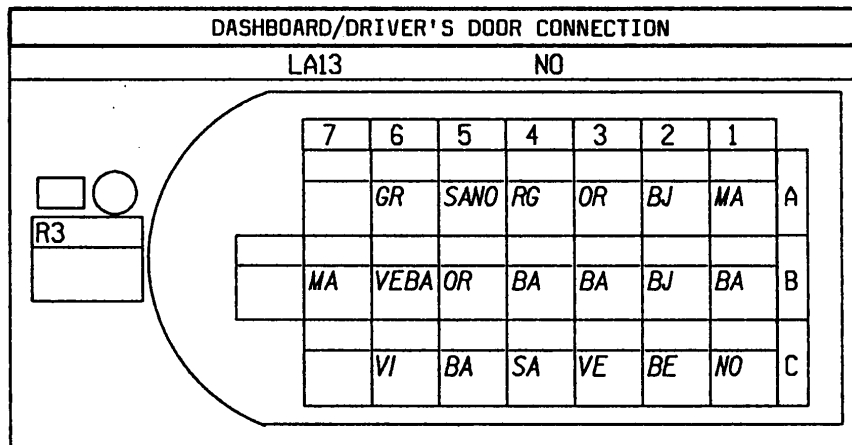 DASHBOARD/DRIVER'S DOOR CONNECTION
LA13 NO
7 6 5 4 3 2 1
GR SANO RG OR BJ MA A
R3
MA VEBA OR BA BA BJ BA B
VI BA SA VE BE NO C